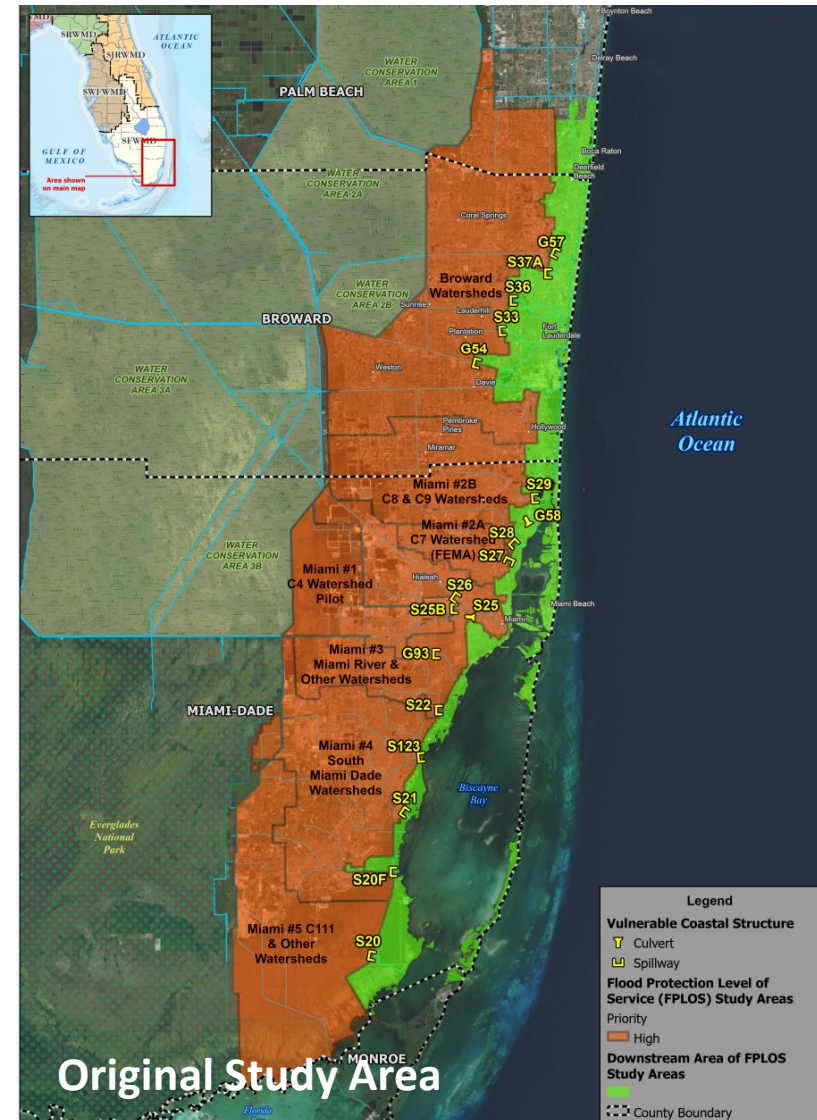 WMD
SRWMD
SJRWMD
SWFWMD
SFWMD
ATLANTIC
OCEAN
GULF OF
MEXICO
Area shown
on main map
Boynton Beach
Delray Beach
WATER
CONSERVATION
AREA 1
PALM BEACH
Boca Raton
Deerfield
Beach
WATER
CONSERVATION
AREA 2A
Coral Springs
G57
S37A
Broward
Watersheds
S36
WATER
CONSERVATION
AREA 2B
Sunrise
Lauderhill
S33
BROWARD
Plantation
Fort
Lauderdale
G54
Weston
Davie
WATER
CONSERVATION
AREA 3A
Pembroke
Pines
Hollywood
Miramar
Atlantic
Ocean
Miami #2B
C8 & C9 Watersheds
S29
G58
Miami #2A
C7 Watershed
(FEMA)
S28
S27
WATER
CONSERVATION
AREA 3B
Miami #1
C4 Watershed
Pilot
Hialeah
S26
S25B
S25
Miami Beach
Miami
Miami #3
Miami River &
Other Watersheds
G93
MIAMI-DADE
S22
Miami #4
South
Miami Dade
Watersheds
S123
Biscayne
Bay
S21
Everglades
National
Park
S20F
Miami #5 C111
& Other
Watersheds
S20
MONROE
Original Study Area
Florida
Legend
Vulnerable Coastal Structure
Culvert
Spillway
Flood Protection Level of
Service (FPLOS) Study Areas
Priority
High
Downstream Area of FPLOS
Study Areas
County Boundary